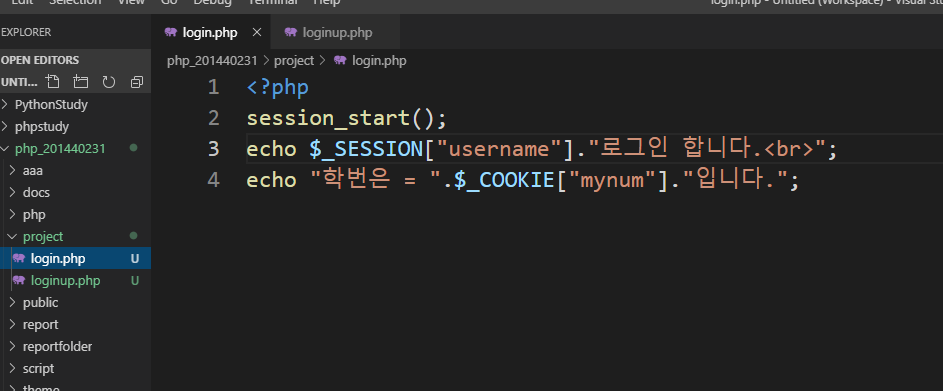 Edit Selection View Go Debug Terminal Help login.php - Untitled (Workspace) - Visual Stu
EXPLORER
login.php × loginup.php
OPEN EDITORS
UNTI...
php_201440231 > project > login.php
PythonStudy
phpstudy
php_201440231
aaa
docs
php
project
login.php U
loginup.php U
public
report
reportfolder
script
theme
1 <?php
2 session_start();
3 echo $_SESSION["username"]."로그인 합니다.<br>";
4 echo "학번은 = ".$_COOKIE["mynum"]."입니다.";